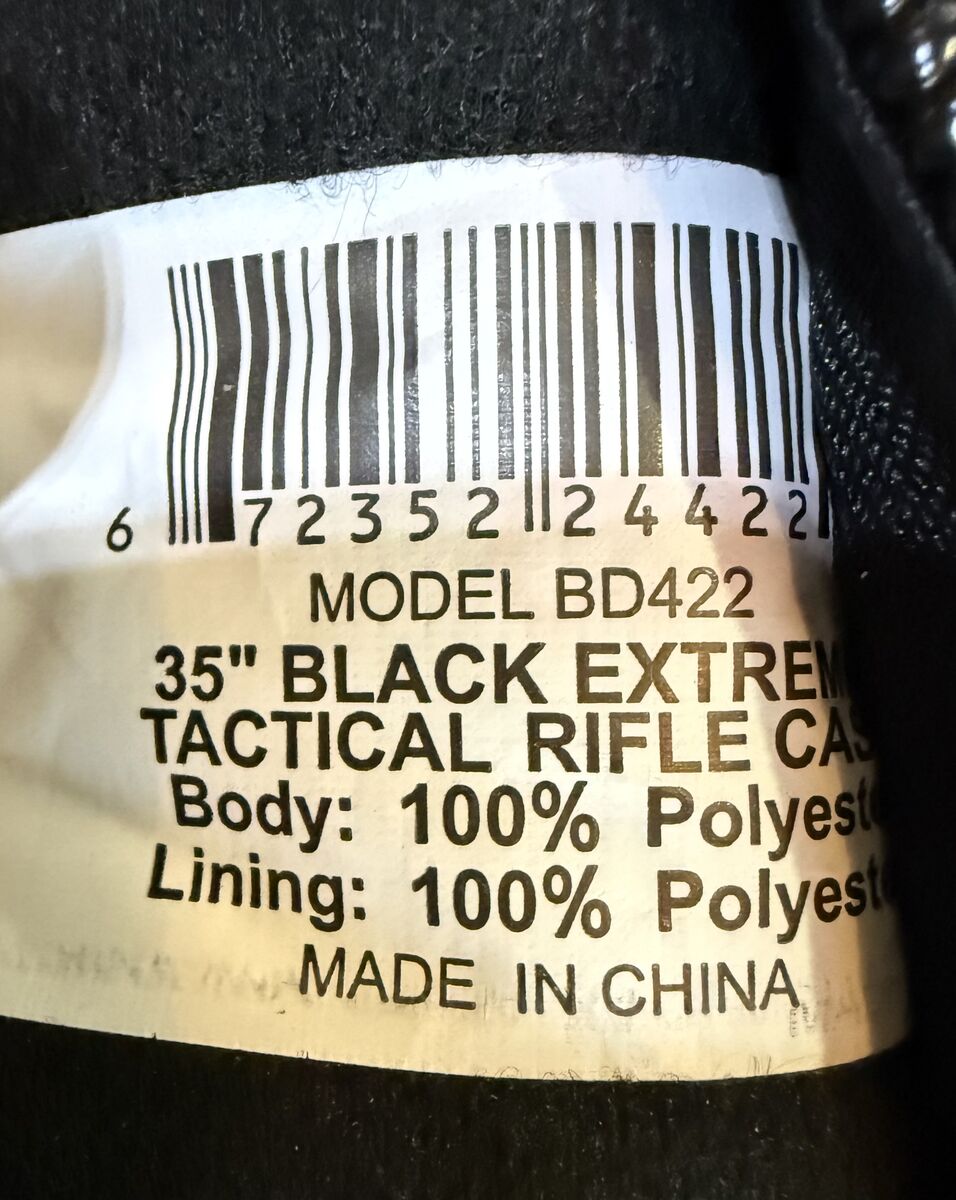 6 72352 24422
MODEL BD422
35" BLACK EXTREM
TACTICAL RIFLE CAS
Body: 100% Polyest
Lining: 100% Polyest
MADE IN CHINA